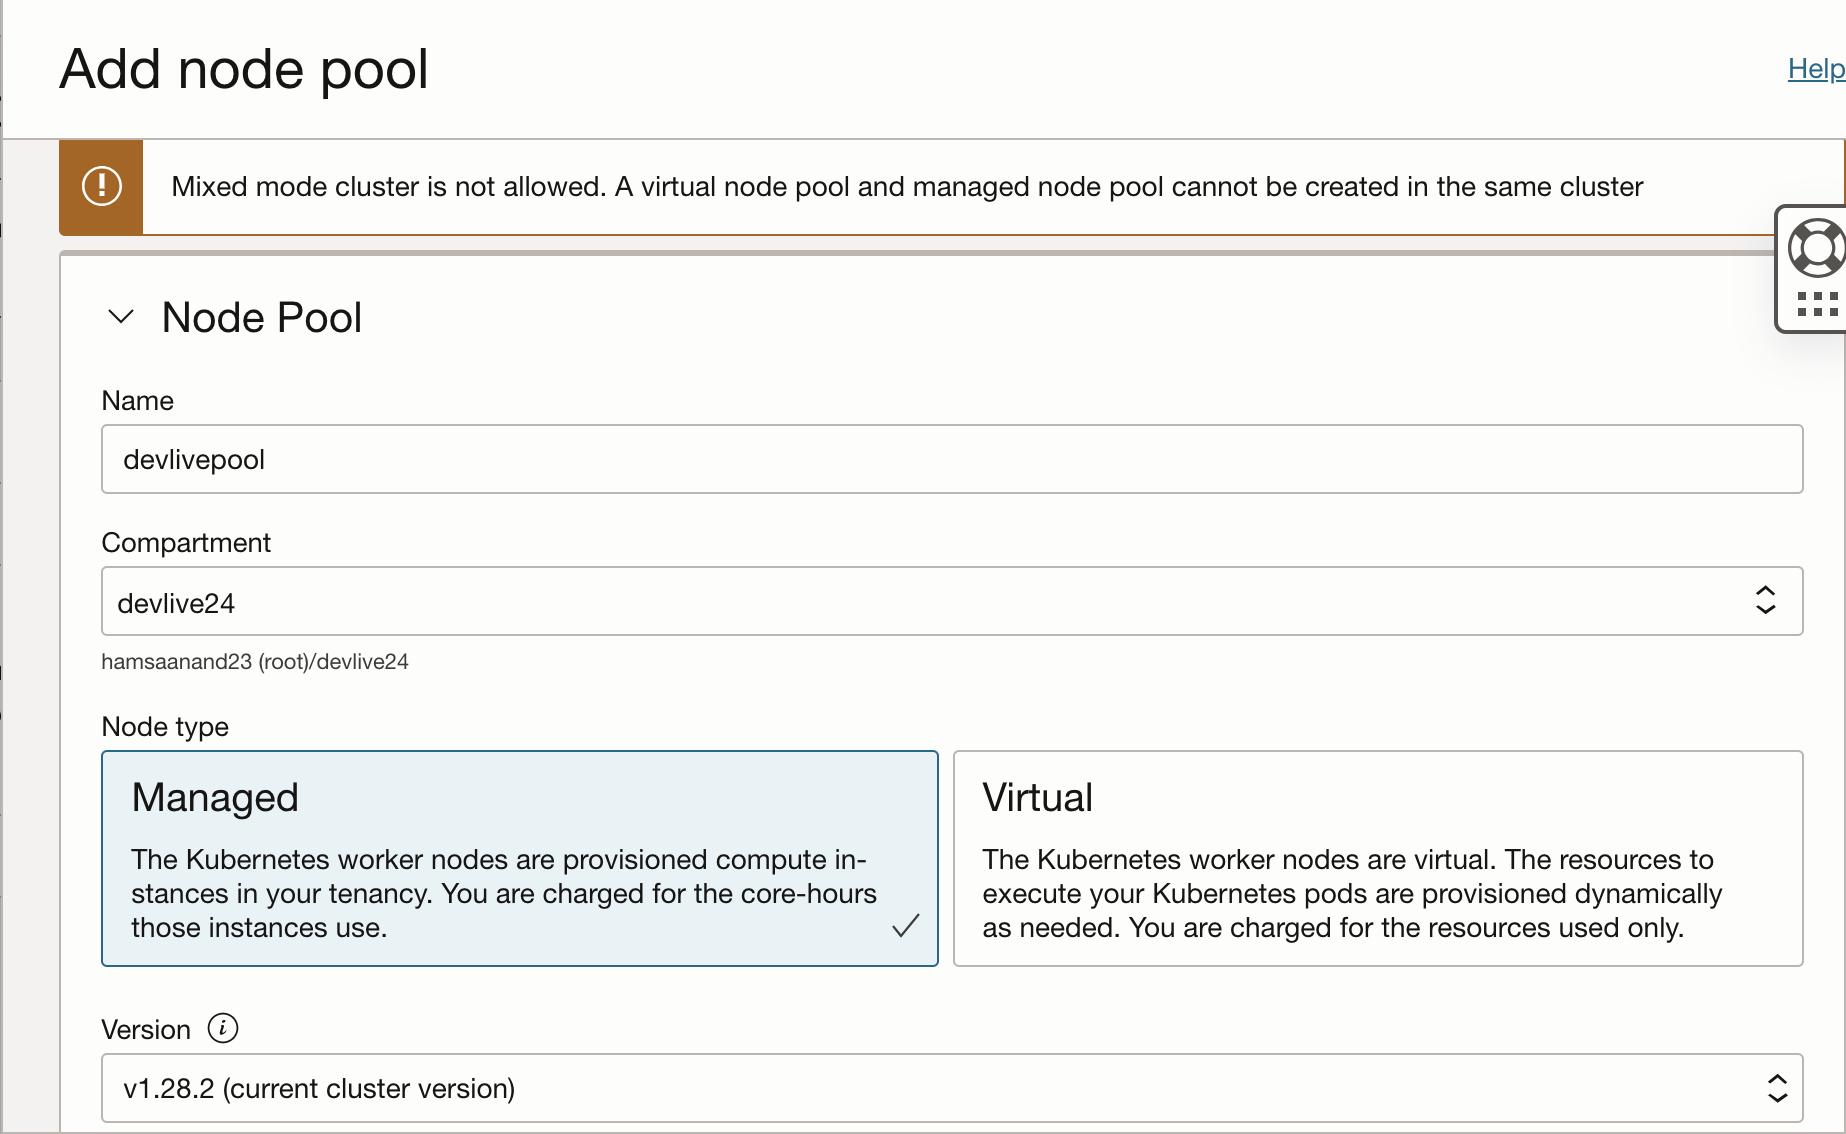 Add node pool
Help
Mixed mode cluster is not allowed. A virtual node pool and managed node pool cannot be created in the same cluster
Node Pool
Name
devlivepool
Compartment
devlive24
hamsaanand23 (root)/devlive24
Node type
Managed
The Kubernetes worker nodes are provisioned compute in-
stances in your tenancy. You are charged for the core-hours
those instances use.
Virtual
The Kubernetes worker nodes are virtual. The resources to
execute your Kubernetes pods are provisioned dynamically
as needed. You are charged for the resources used only.
Version
v1.28.2 (current cluster version)